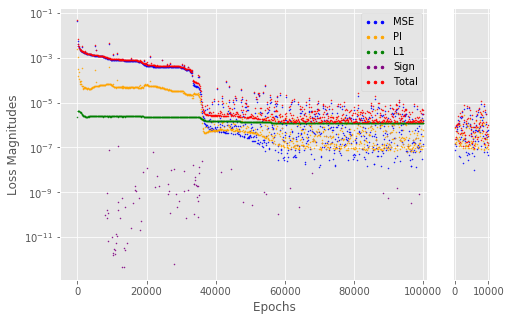 10⁻¹
10⁻³
10⁻⁵
10⁻⁷
10⁻⁹
10⁻¹¹
Loss Magnitudes
MSE
PI
L1
Sign
Total
0 20000 40000 60000 80000 100000 0 10000
Epochs